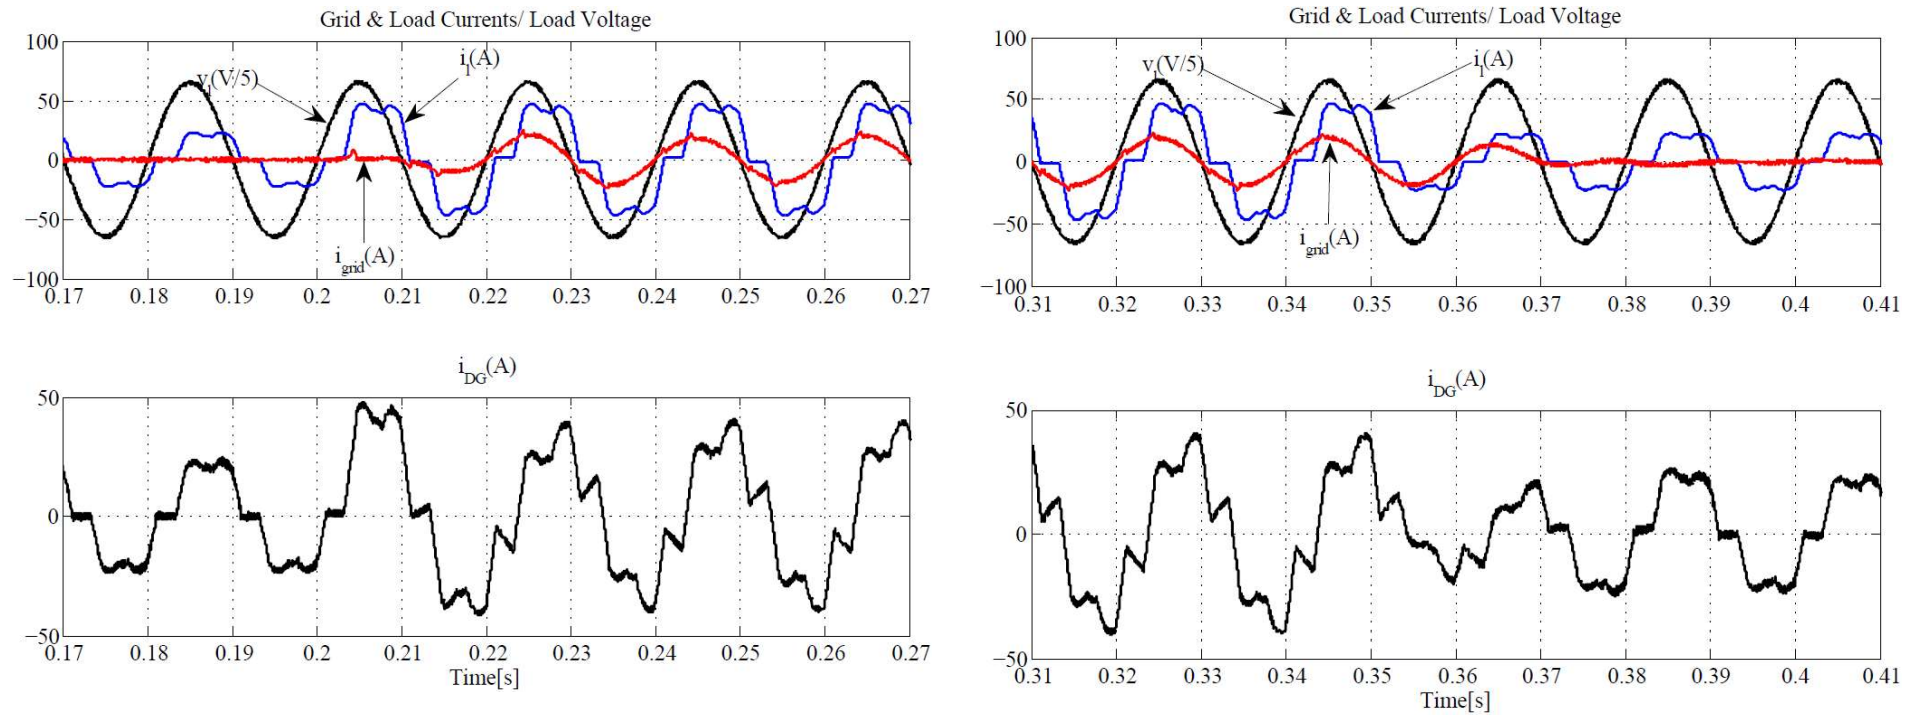 Grid & Load Currents/ Load Voltage
100
50
0
−50
−100
v_l(V/5)
i_l(A)
i_grid(A)
0.17 0.18 0.19 0.2 0.21 0.22 0.23 0.24 0.25 0.26 0.27
i_DG(A)
50
0
−50
0.17 0.18 0.19 0.2 0.21 0.22 0.23 0.24 0.25 0.26 0.27
Time[s]
Grid & Load Currents/ Load Voltage
100
50
0
−50
−100
v_l(V/5)
i_l(A)
i_grid(A)
0.31 0.32 0.33 0.34 0.35 0.36 0.37 0.38 0.39 0.4 0.41
i_DG(A)
50
0
−50
0.31 0.32 0.33 0.34 0.35 0.36 0.37 0.38 0.39 0.4 0.41
Time[s]